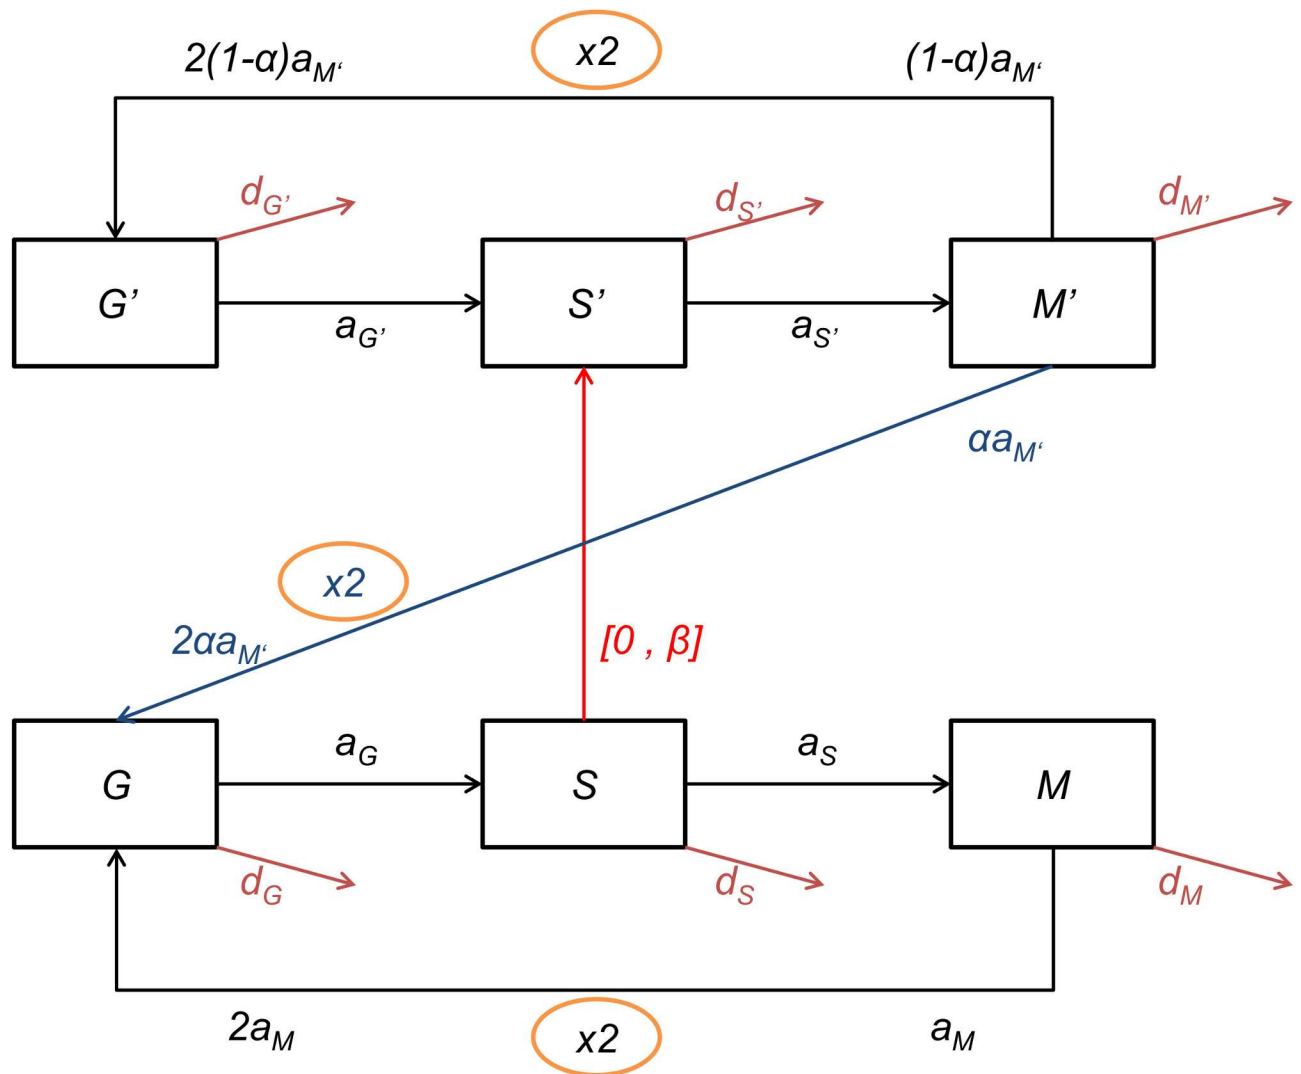 2(1-α)a_M‘
x2
(1-α)a_M‘
d_G’
d_S’
d_M’
G’
S’
M’
a_G’
a_S’
αa_M‘
x2
2αa_M‘
[0 , β]
a_G
a_S
G
S
M
d_G
d_S
d_M
2a_M
x2
a_M